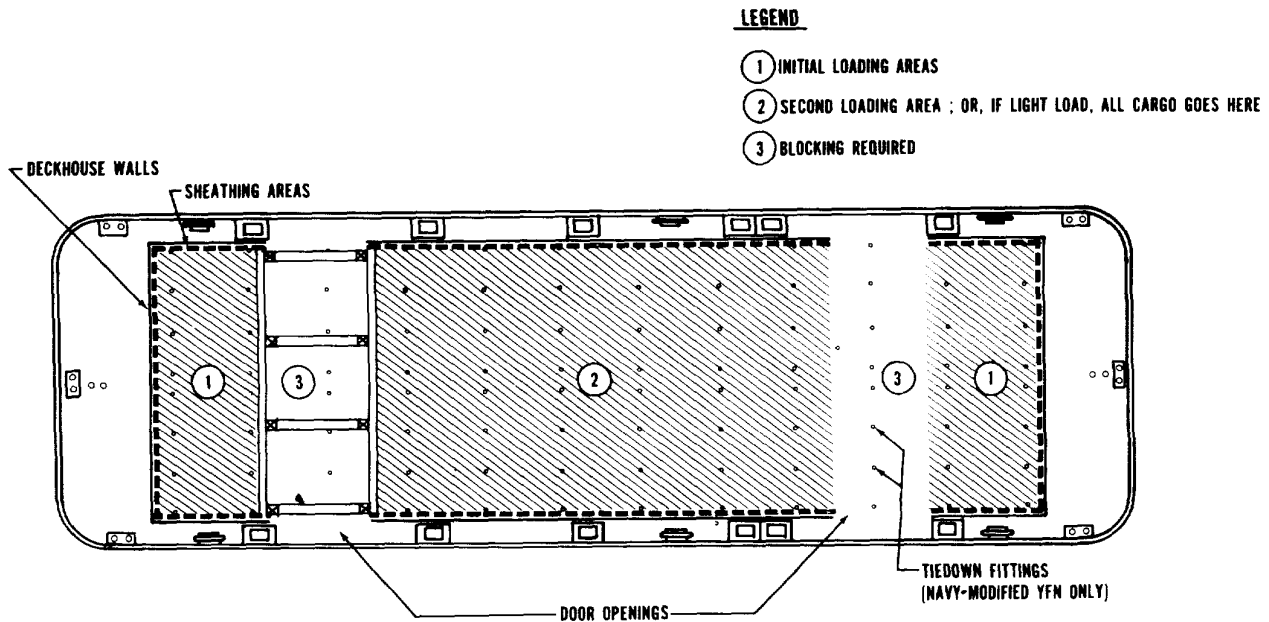 LEGEND
1 INITIAL LOADING AREAS
2 SECOND LOADING AREA ; OR, IF LIGHT LOAD, ALL CARGO GOES HERE
3 BLOCKING REQUIRED
DECKHOUSE WALLS
SHEATHING AREAS
1
3
2
3
1
TIEDOWN FITTINGS
(NAVY-MODIFIED YFN ONLY)
DOOR OPENINGS